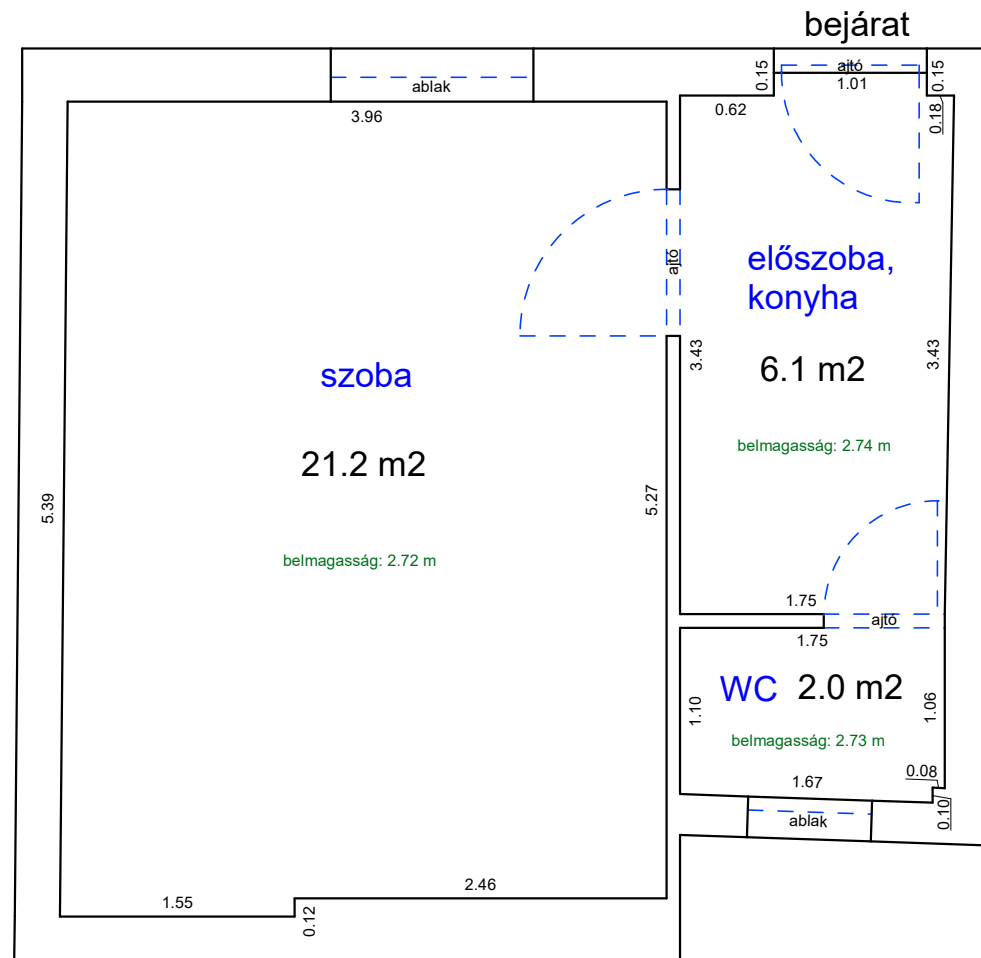 bejárat
ajtó
0.15
1.01
0.15
ablak
3.96
0.62
0.18
ajtó
előszoba,
konyha
3.43
3.43
szoba
6.1 m2
21.2 m2
belmagasság: 2.74 m
5.39
5.27
belmagasság: 2.72 m
1.75
ajtó
1.75
WC 2.0 m2
1.10
1.06
belmagasság: 2.73 m
0.08
1.67
0.10
ablak
2.46
1.55
0.12